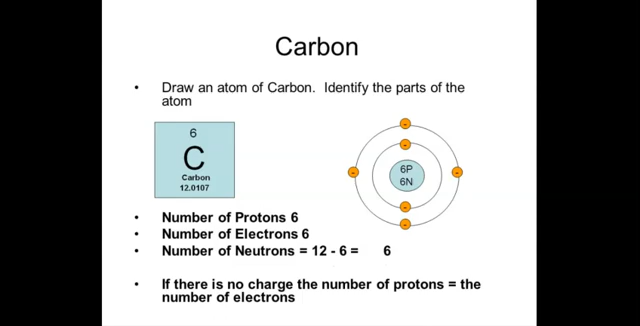 Carbon
• Draw an atom of Carbon. Identify the parts of the
atom
6
C
Carbon
12.0107
-
-
-
6P
6N
-
-
-
• Number of Protons 6
• Number of Electrons 6
• Number of Neutrons = 12 - 6 = 6
• If there is no charge the number of protons = the
number of electrons